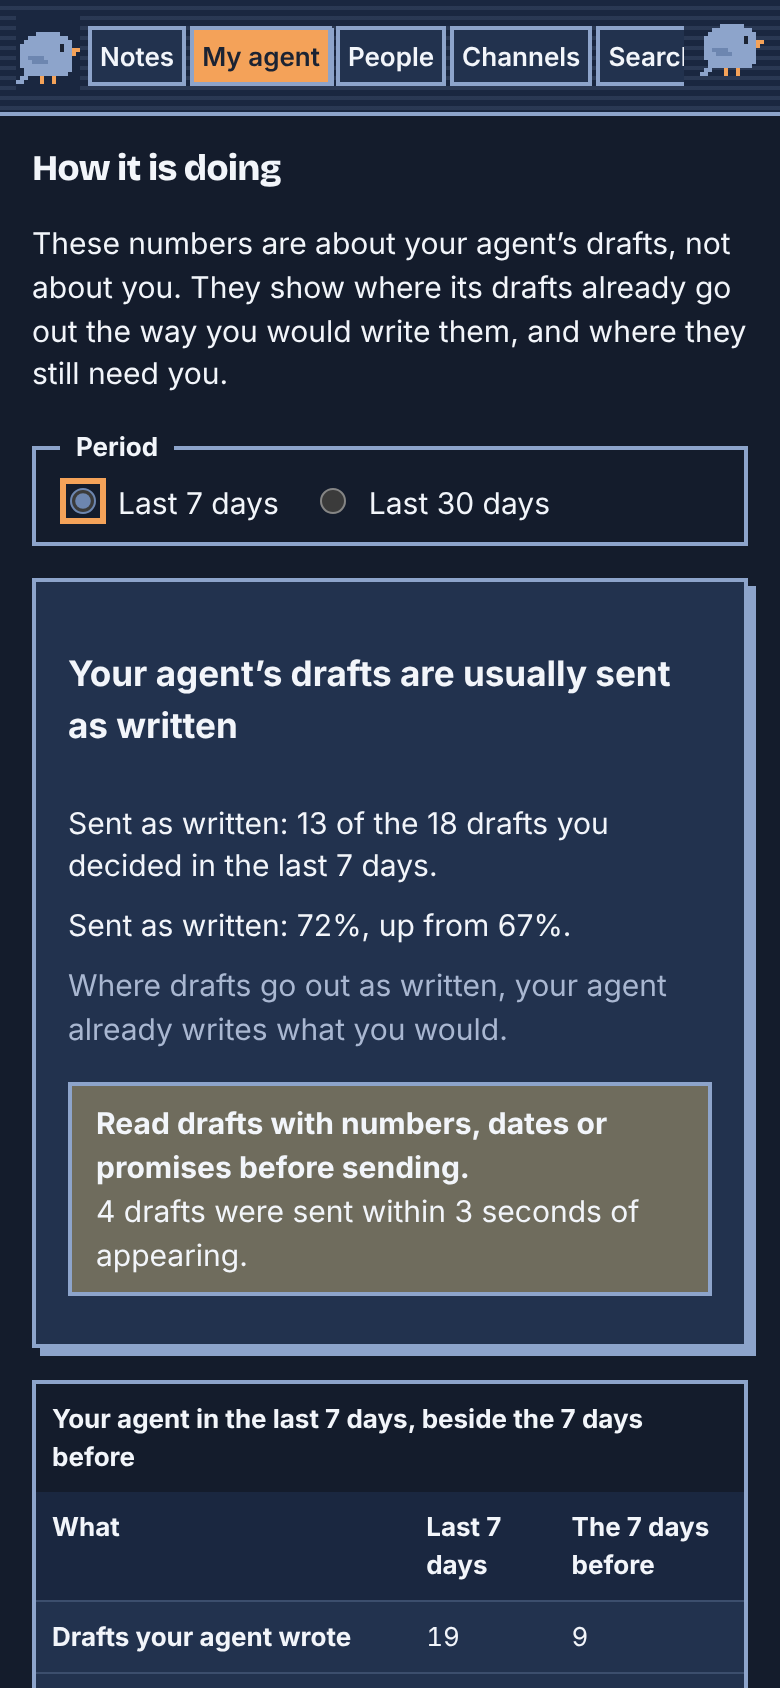 Notes
My agent
People
Channels
Search
How it is doing
These numbers are about your agent’s drafts, not
about you. They show where its drafts already go
out the way you would write them, and where they
still need you.
Period
Last 7 days
Last 30 days
Your agent’s drafts are usually sent
as written
Sent as written: 13 of the 18 drafts you
decided in the last 7 days.
Sent as written: 72%, up from 67%.
Where drafts go out as written, your agent
already writes what you would.
Read drafts with numbers, dates or
promises before sending.
4 drafts were sent within 3 seconds of
appearing.
Your agent in the last 7 days, beside the 7 days
before
What
Last 7
days
The 7 days
before
Drafts your agent wrote
19
9